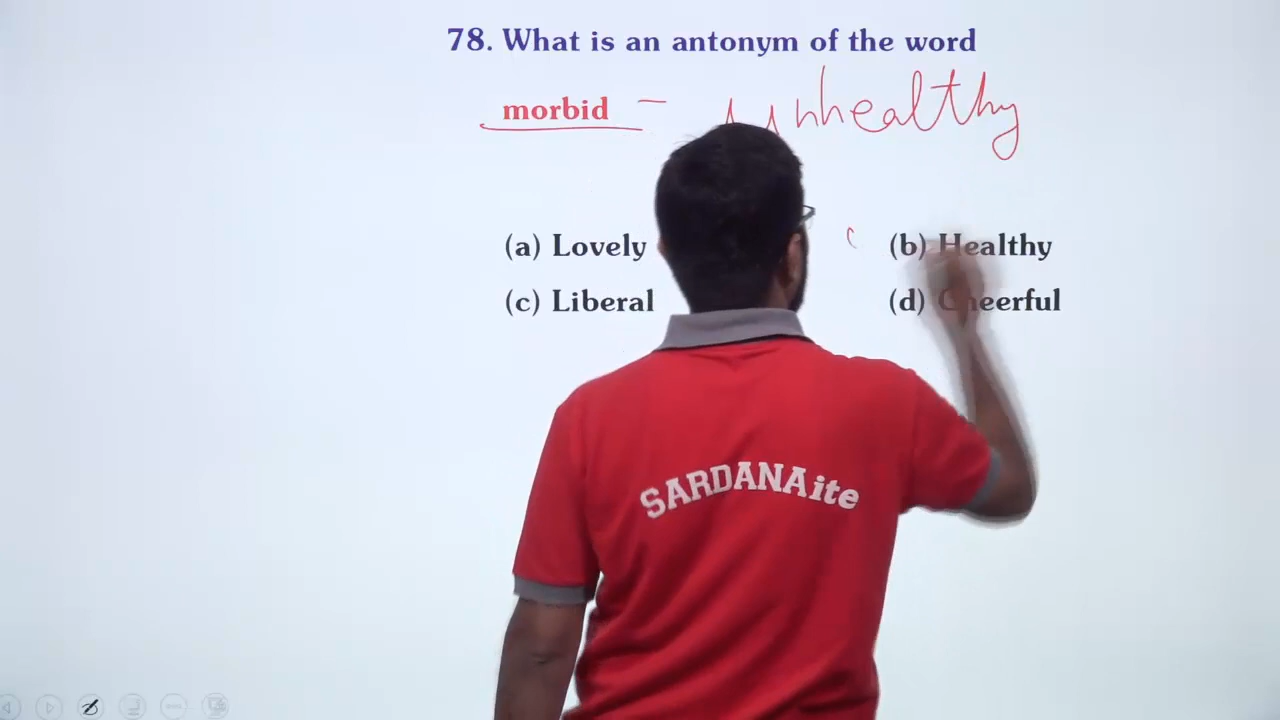 78. What is an antonym of the word
morbid – unhealthy
(a) Lovely (b) Healthy
(c) Liberal (d) Cheerful
SARDANAite